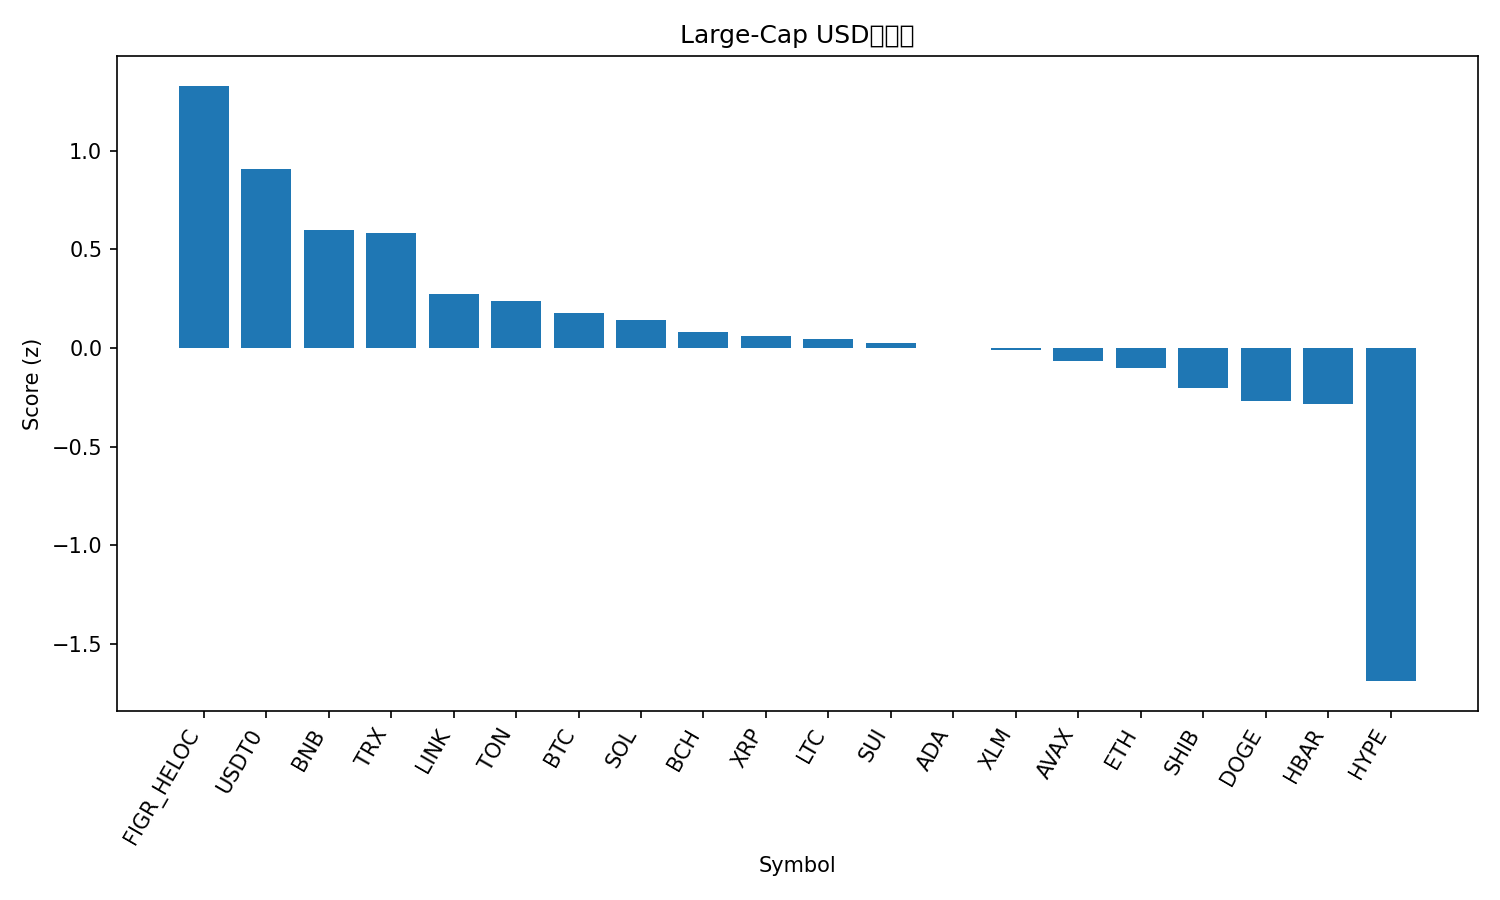 Large-Cap USD
Score (z)
1.0
0.5
0.0
−0.5
−1.0
−1.5
FIGR_HELOC
USDT0
BNB
TRX
LINK
TON
BTC
SOL
BCH
XRP
LTC
SUI
ADA
XLM
AVAX
ETH
SHIB
DOGE
HBAR
HYPE
Symbol